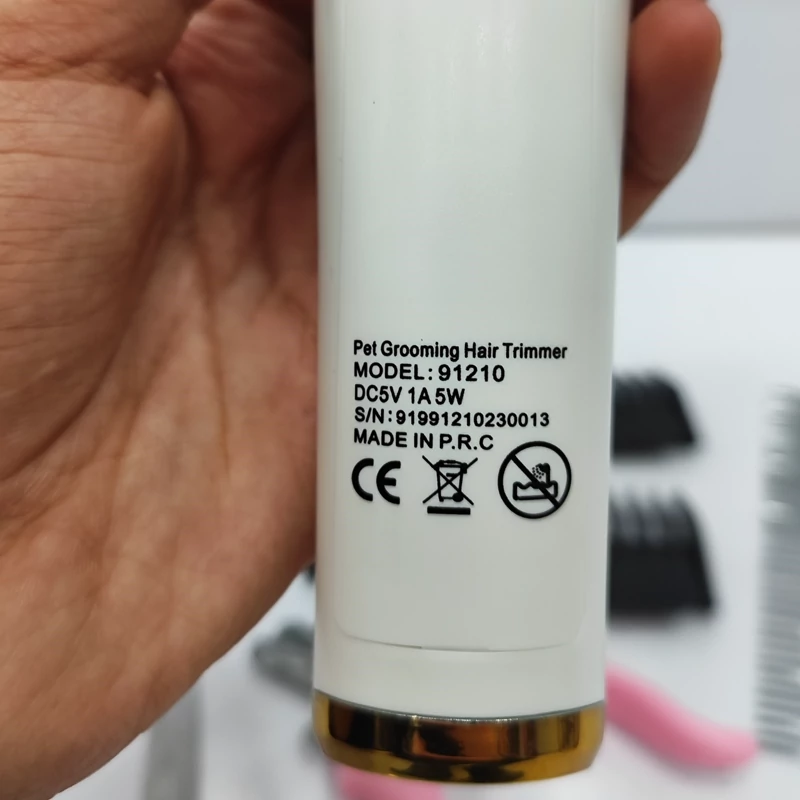 Pet Grooming Hair Trimmer
MODEL: 91210
DC5V 1A 5W
S/N: 91991210230013
MADE IN P.R.C
CE